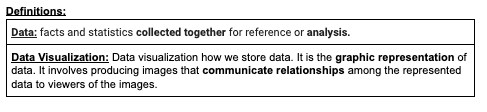 Definitions:
Data: facts and statistics collected together for reference or analysis.
Data Visualization: Data visualization how we store data. It is the graphic representation of
data. It involves producing images that communicate relationships among the represented
data to viewers of the images.